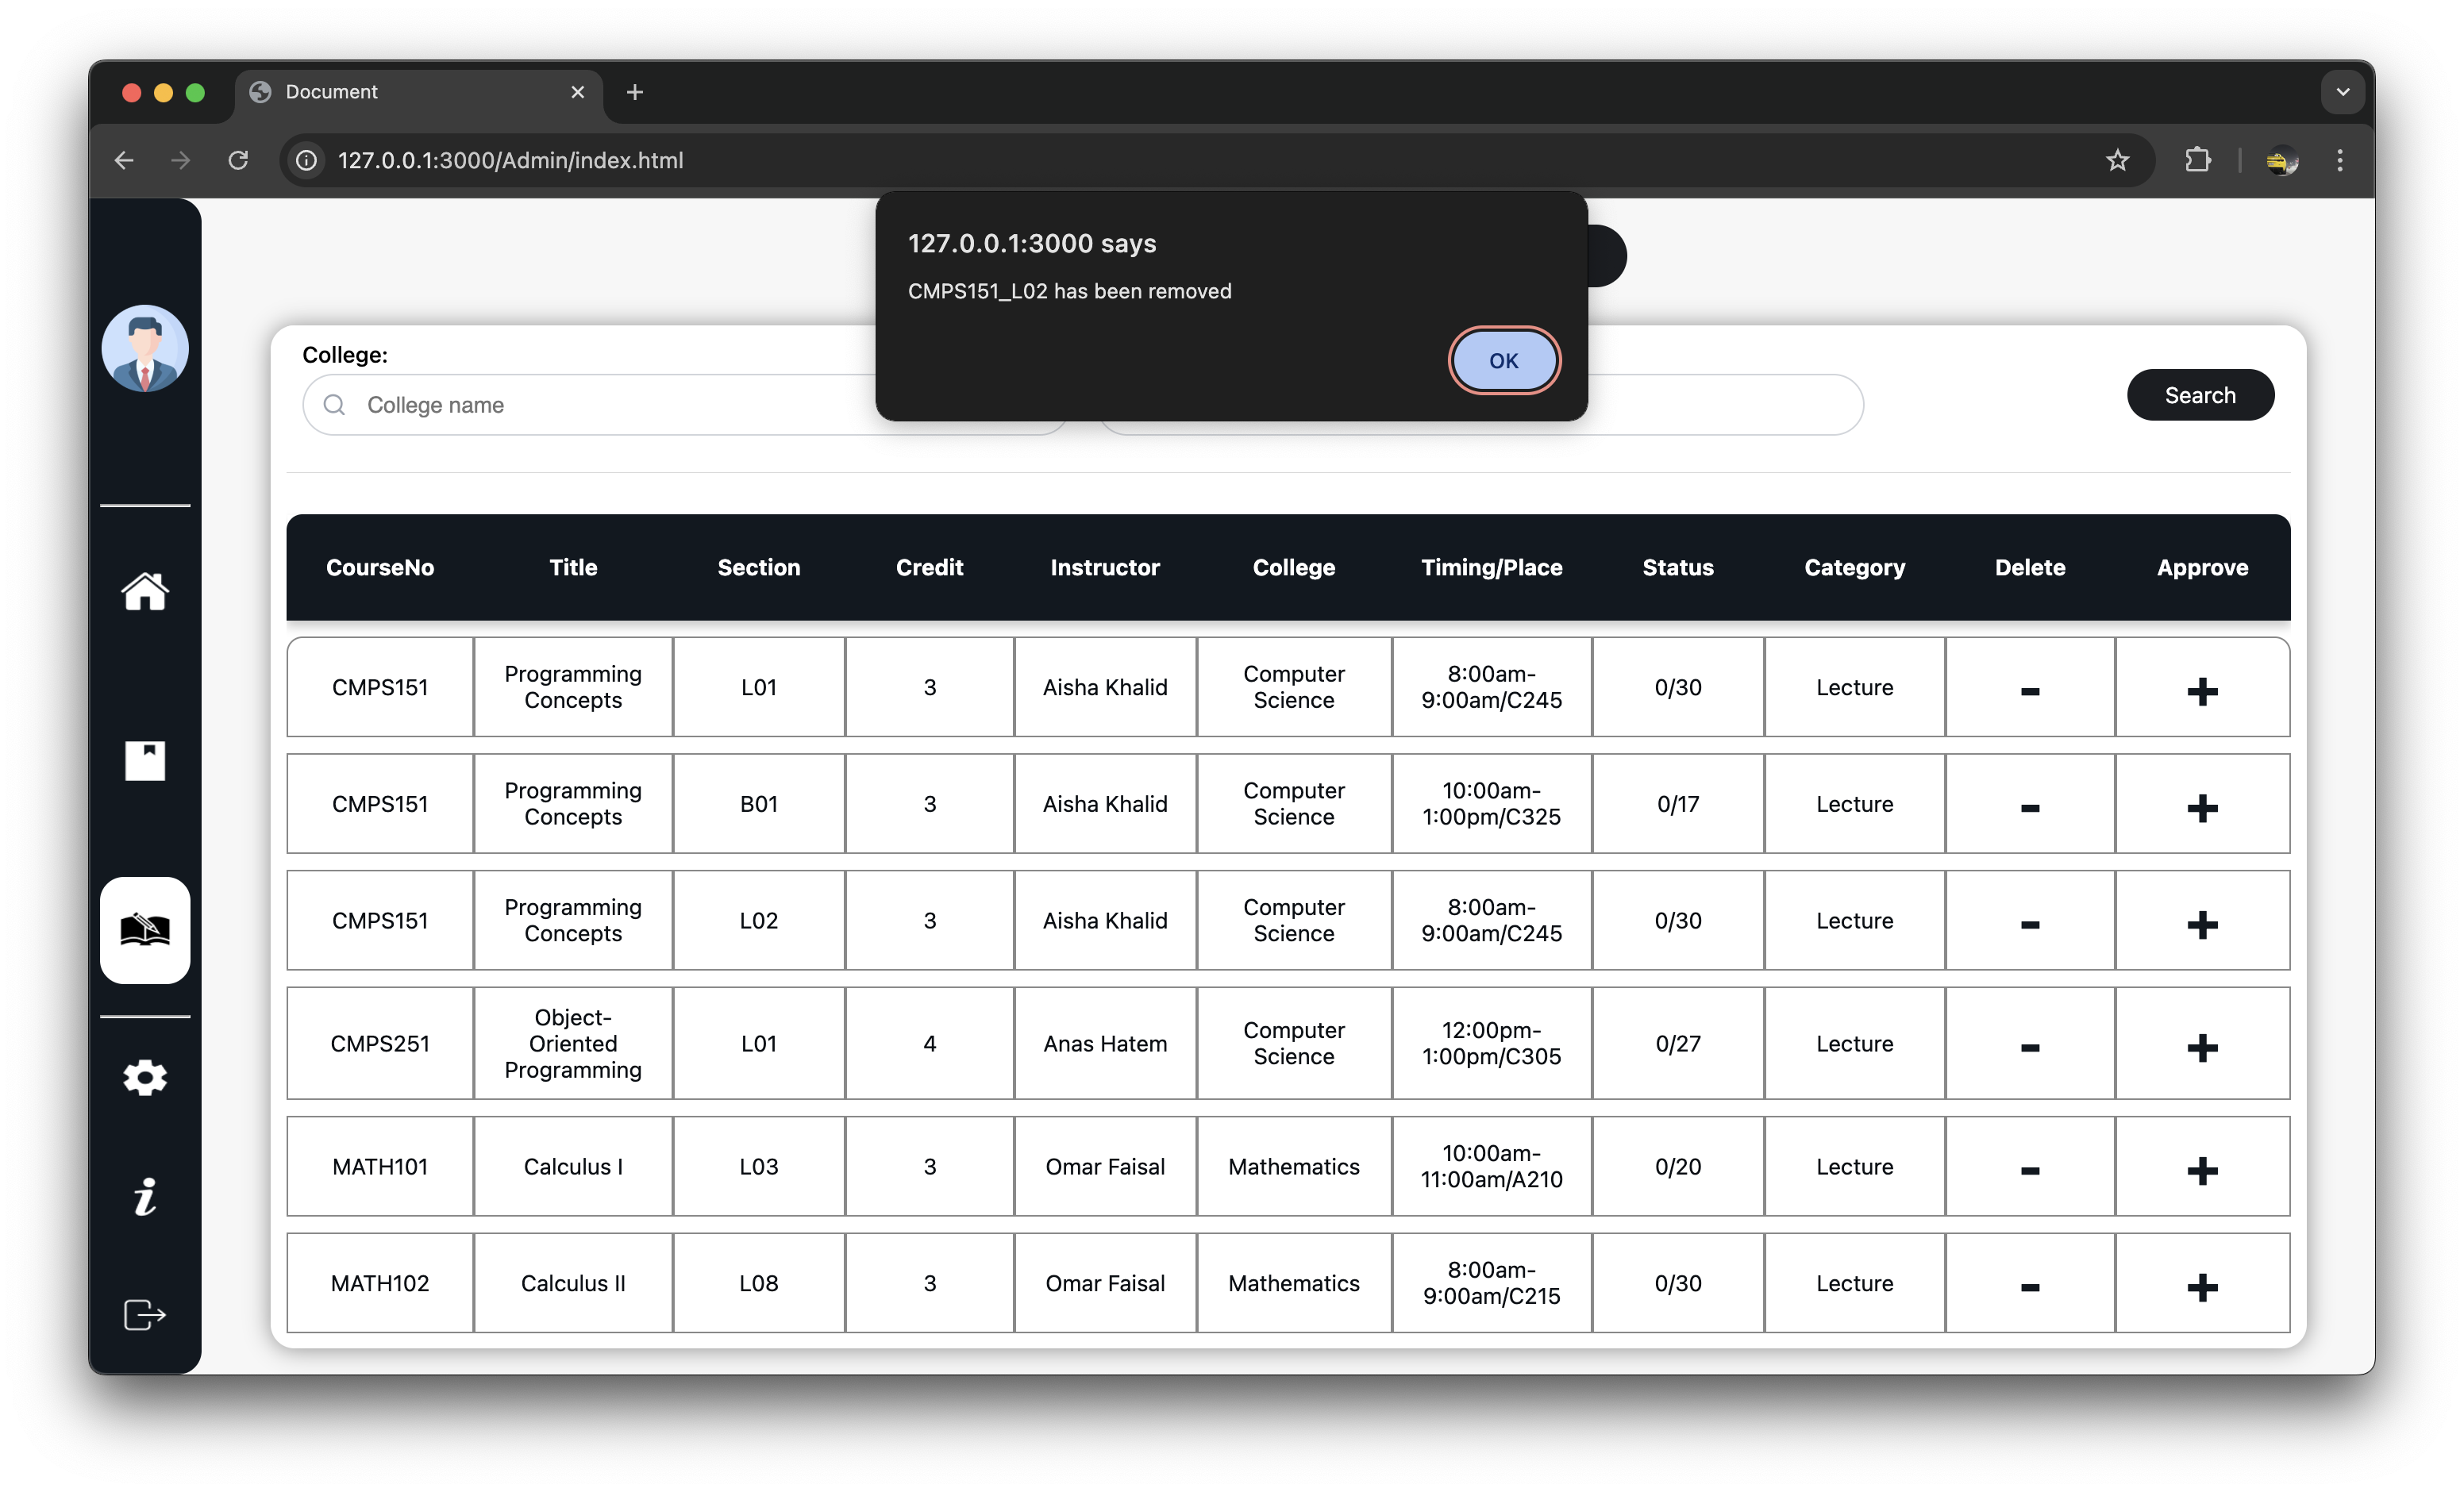 Document
127.0.0.1:3000/Admin/index.html
127.0.0.1:3000 says
CMPS151_L02 has been removed
OK
College:
College name
Search
CourseNo Title Section Credit Instructor College Timing/Place Status Category Delete Approve
CMPS151 Programming Concepts L01 3 Aisha Khalid Computer Science 8:00am-9:00am/C245 0/30 Lecture - +
CMPS151 Programming Concepts B01 3 Aisha Khalid Computer Science 10:00am-1:00pm/C325 0/17 Lecture - +
CMPS151 Programming Concepts L02 3 Aisha Khalid Computer Science 8:00am-9:00am/C245 0/30 Lecture - +
CMPS251 Object-Oriented Programming L01 4 Anas Hatem Computer Science 12:00pm-1:00pm/C305 0/27 Lecture - +
MATH101 Calculus I L03 3 Omar Faisal Mathematics 10:00am-11:00am/A210 0/20 Lecture - +
MATH102 Calculus II L08 3 Omar Faisal Mathematics 8:00am-9:00am/C215 0/30 Lecture - +